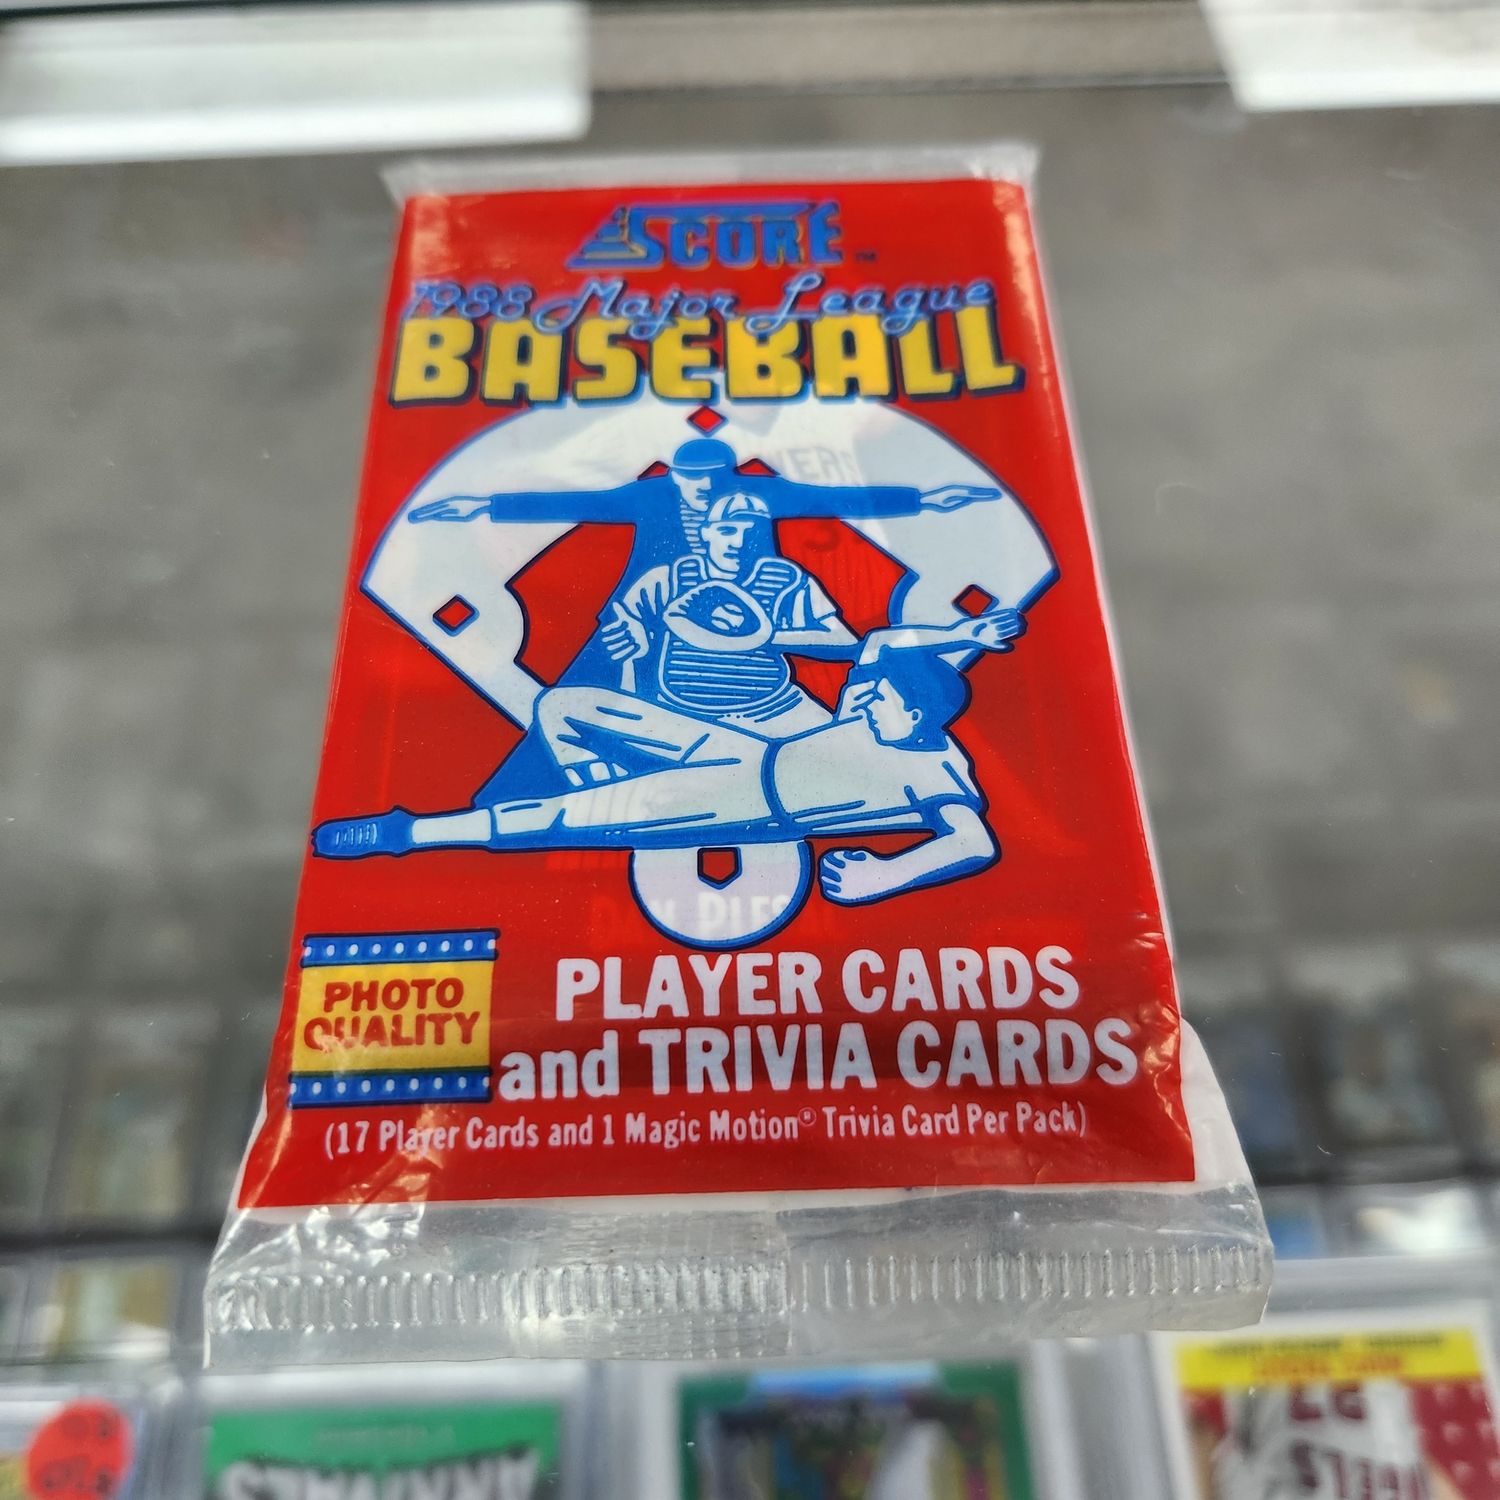 SCORE™
1988 Major League
BASEBALL
PHOTO
QUALITY
PLAYER CARDS
and TRIVIA CARDS
(17 Player Cards and 1 Magic Motion® Trivia Card Per Pack)